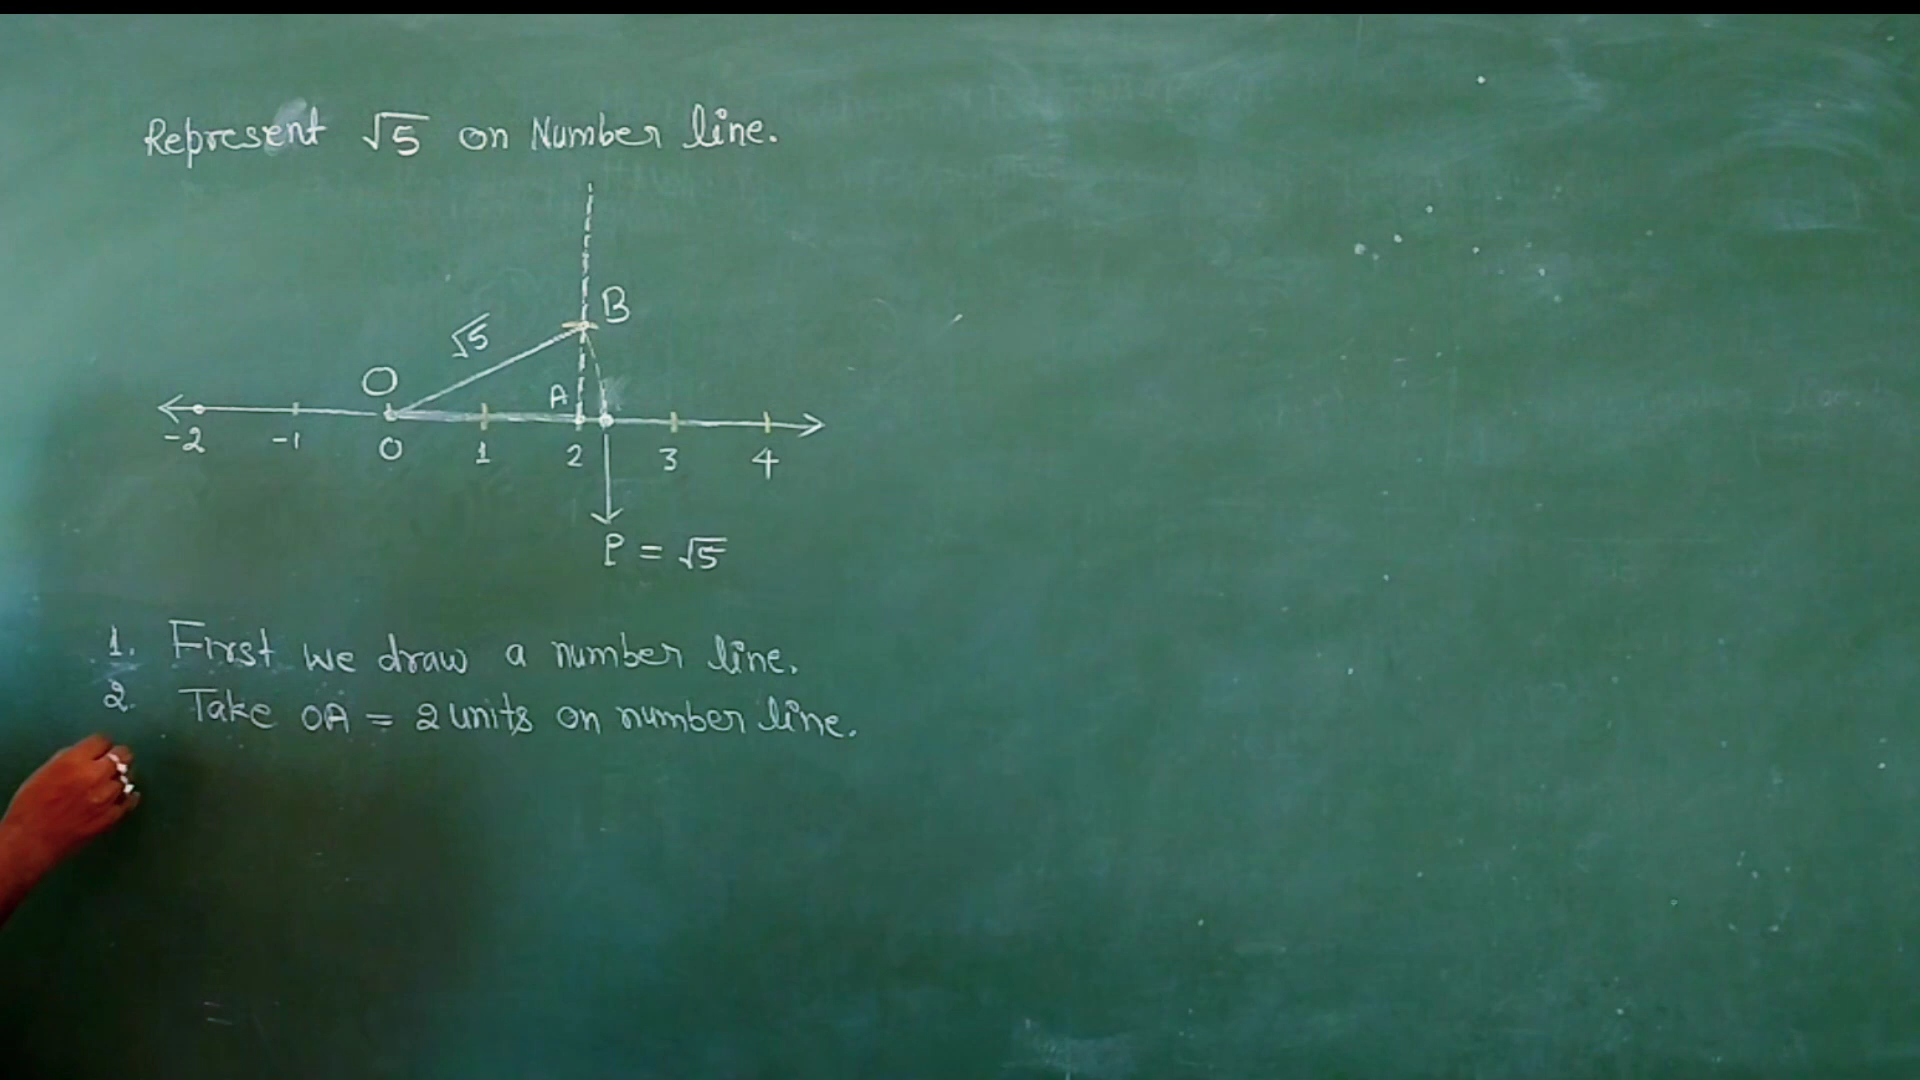 Represent √5 on Number line.
B
√5
O
A
-2 -1 0 1 2 3 4
P = √5
1. First we draw a number line.
2. Take OA = 2 units on number line.